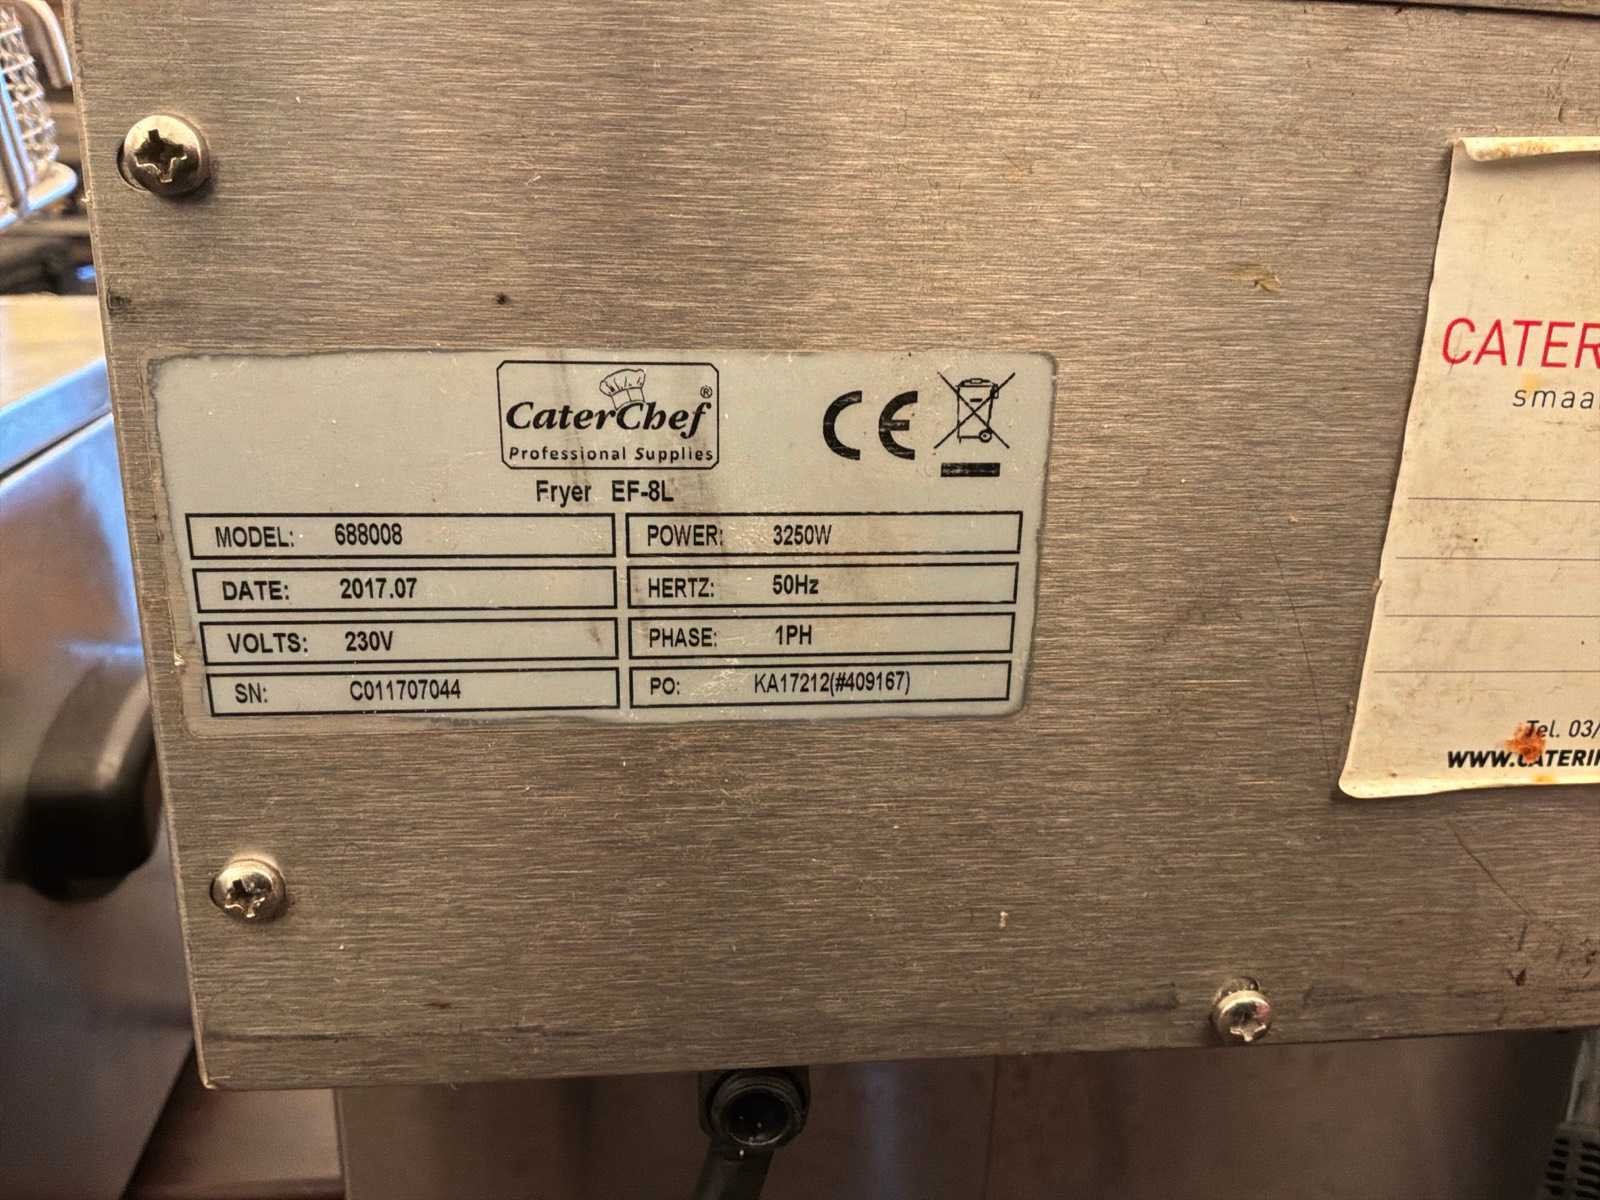 CaterChef®
Professional Supplies
CE
Fryer EF-8L
MODEL: 688008
POWER: 3250W
DATE: 2017.07
HERTZ: 50Hz
VOLTS: 230V
PHASE: 1PH
SN: C011707044
PO: KA17212(#409167)
CATER
smaa
Tel. 03/
WWW.CATERI